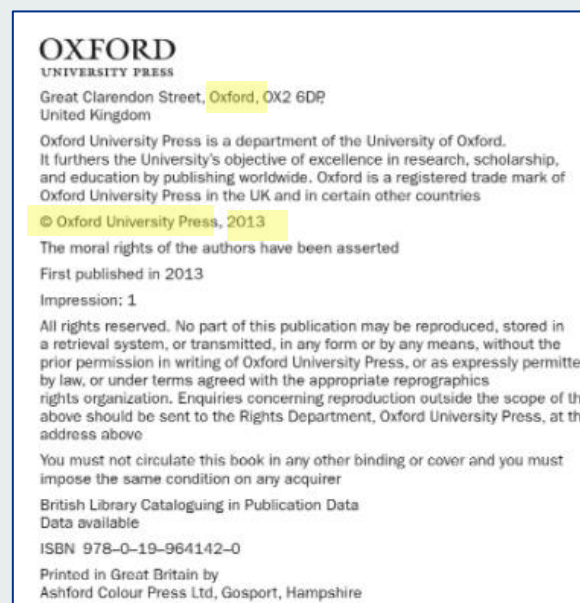 OXFORD
UNIVERSITY PRESS
Great Clarendon Street, Oxford, OX2 6DP,
United Kingdom
Oxford University Press is a department of the University of Oxford.
It furthers the University's objective of excellence in research, scholarship,
and education by publishing worldwide. Oxford is a registered trade mark of
Oxford University Press in the UK and in certain other countries
© Oxford University Press, 2013
The moral rights of the authors have been asserted
First published in 2013
Impression: 1
All rights reserved. No part of this publication may be reproduced, stored in
a retrieval system, or transmitted, in any form or by any means, without the
prior permission in writing of Oxford University Press, or as expressly permitte
by law, or under terms agreed with the appropriate reprographics
rights organization. Enquiries concerning reproduction outside the scope of th
above should be sent to the Rights Department, Oxford University Press, at th
address above
You must not circulate this book in any other binding or cover and you must
impose the same condition on any acquirer
British Library Cataloguing in Publication Data
Data available
ISBN 978–0–19–964142–0
Printed in Great Britain by
Ashford Colour Press Ltd, Gosport, Hampshire